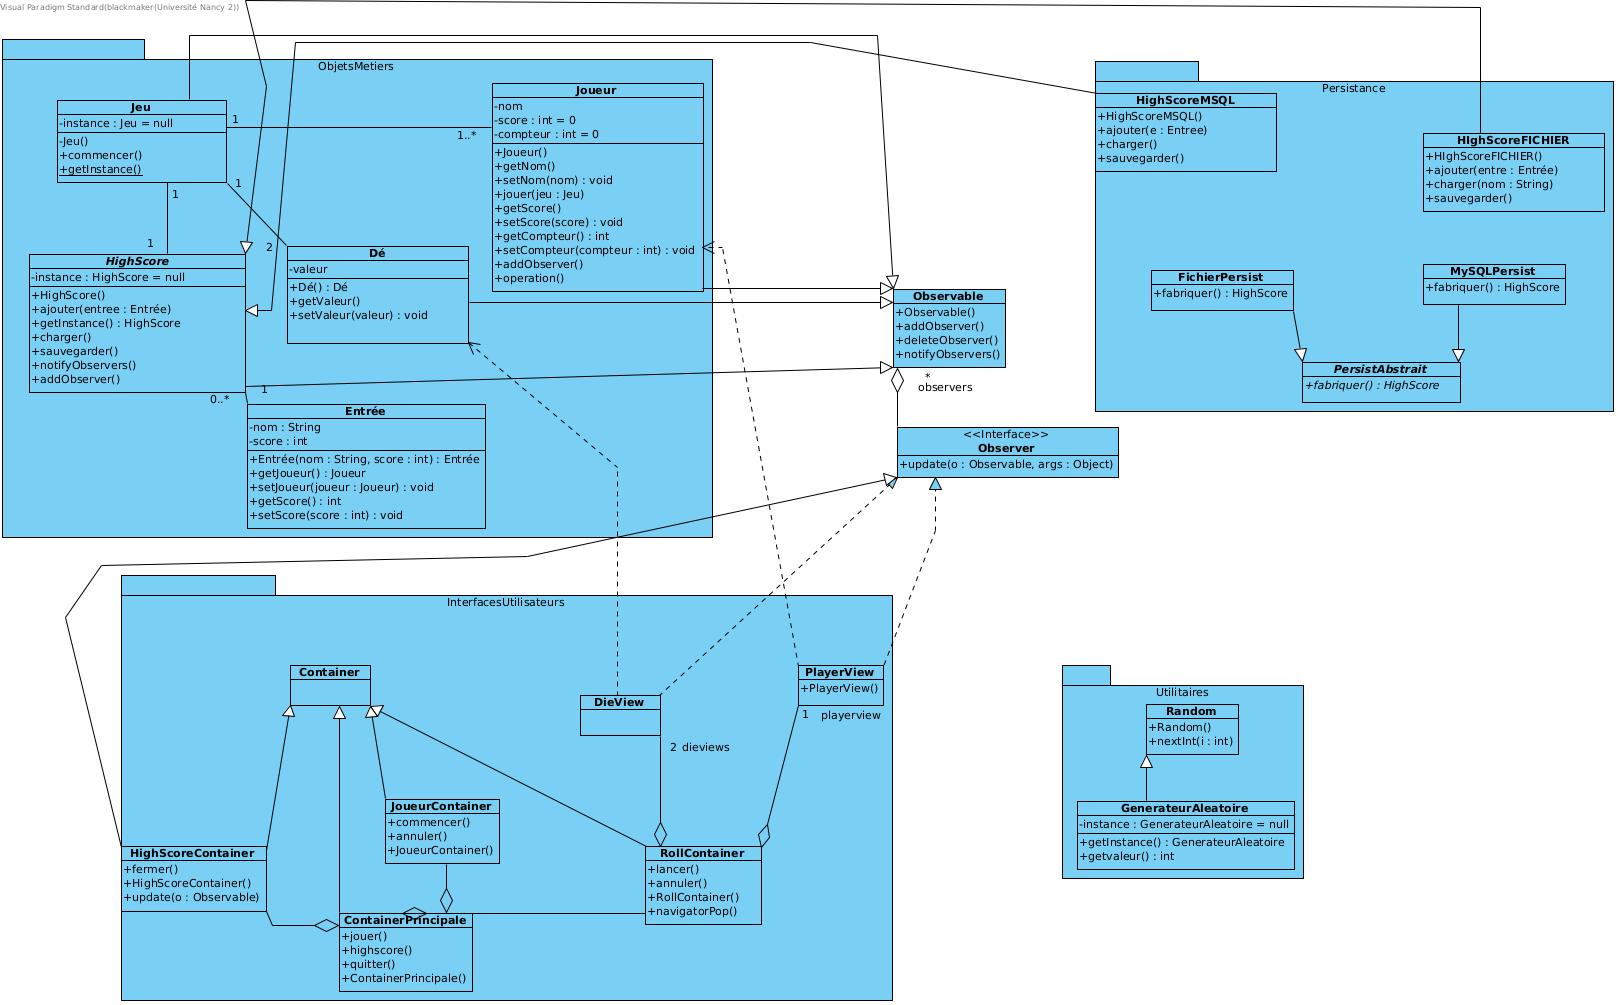 Visual Paradigm Standard(blackmaker(Université Nancy 2))
ObjetsMetiers
Jeu
-instance : Jeu = null
-Jeu()
+commencer()
+getInstance()
1
1..*
1
1
1
2
Joueur
-nom
-score : int = 0
-compteur : int = 0
+Joueur()
+getNom()
+setNom(nom) : void
+jouer(jeu : Jeu)
+getScore()
+setScore(score) : void
+getCompteur() : int
+setCompteur(compteur : int) : void
+addObserver()
+operation()
HighScore
-instance : HighScore = null
+HighScore()
+ajouter(entree : Entrée)
+getInstance() : HighScore
+charger()
+sauvegarder()
+notifyObservers()
+addObserver()
Dé
-valeur
+Dé() : Dé
+getValeur()
+setValeur(valeur) : void
1
0..*
Entrée
-nom : String
-score : int
+Entrée(nom : String, score : int) : Entrée
+getJoueur() : Joueur
+setJoueur(joueur : Joueur) : void
+getScore() : int
+setScore(score : int) : void
Observable
+Observable()
+addObserver()
+deleteObserver()
+notifyObservers()
*
observers
<<Interface>>
Observer
+update(o : Observable, args : Object)
Persistance
HighScoreMSQL
+HighScoreMSQL()
+ajouter(e : Entree)
+charger()
+sauvegarder()
HIghScoreFICHIER
+HIghScoreFICHIER()
+ajouter(entre : Entrée)
+charger(nom : String)
+sauvegarder()
FichierPersist
+fabriquer() : HighScore
MySQLPersist
+fabriquer() : HighScore
PersistAbstrait
+fabriquer() : HighScore
InterfacesUtilisateurs
Container
DieView
PlayerView
+PlayerView()
1 playerview
2 dieviews
JoueurContainer
+commencer()
+annuler()
+JoueurContainer()
HighScoreContainer
+fermer()
+HighScoreContainer()
+update(o : Observable)
RollContainer
+lancer()
+annuler()
+RollContainer()
+navigatorPop()
ContainerPrincipale
+jouer()
+highscore()
+quitter()
+ContainerPrincipale()
Utilitaires
Random
+Random()
+nextInt(i : int)
GenerateurAleatoire
-instance : GenerateurAleatoire = null
+getInstance() : GenerateurAleatoire
+getvaleur() : int